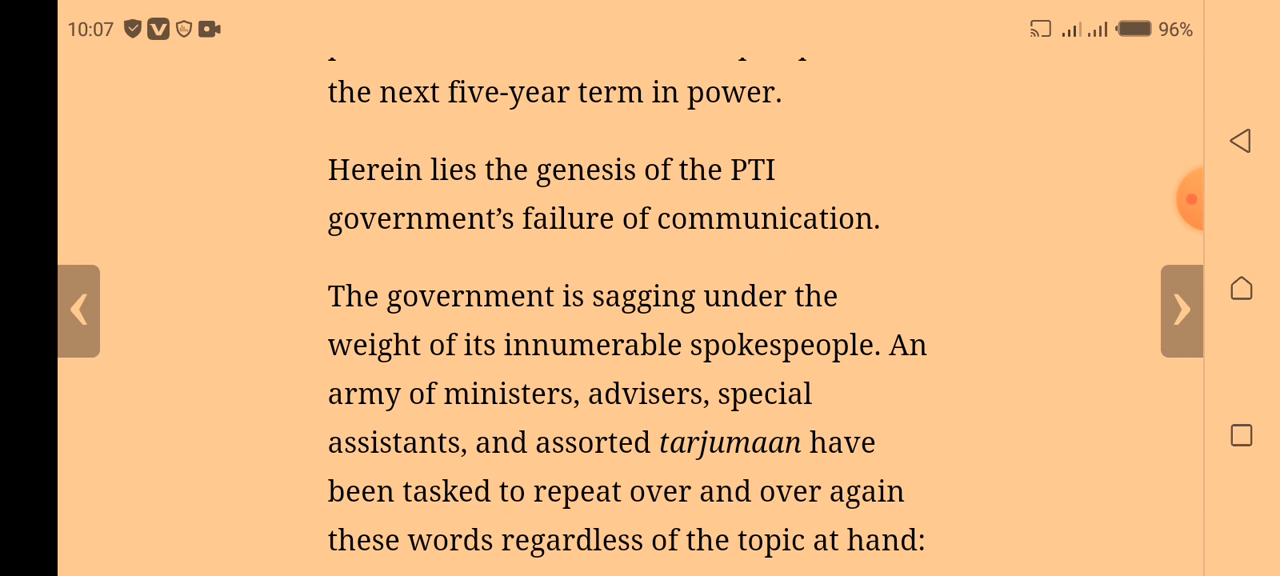 10:07
96%
the next five-year term in power.
Herein lies the genesis of the PTI
government’s failure of communication.
The government is sagging under the
weight of its innumerable spokespeople. An
army of ministers, advisers, special
assistants, and assorted tarjumaan have
been tasked to repeat over and over again
these words regardless of the topic at hand: